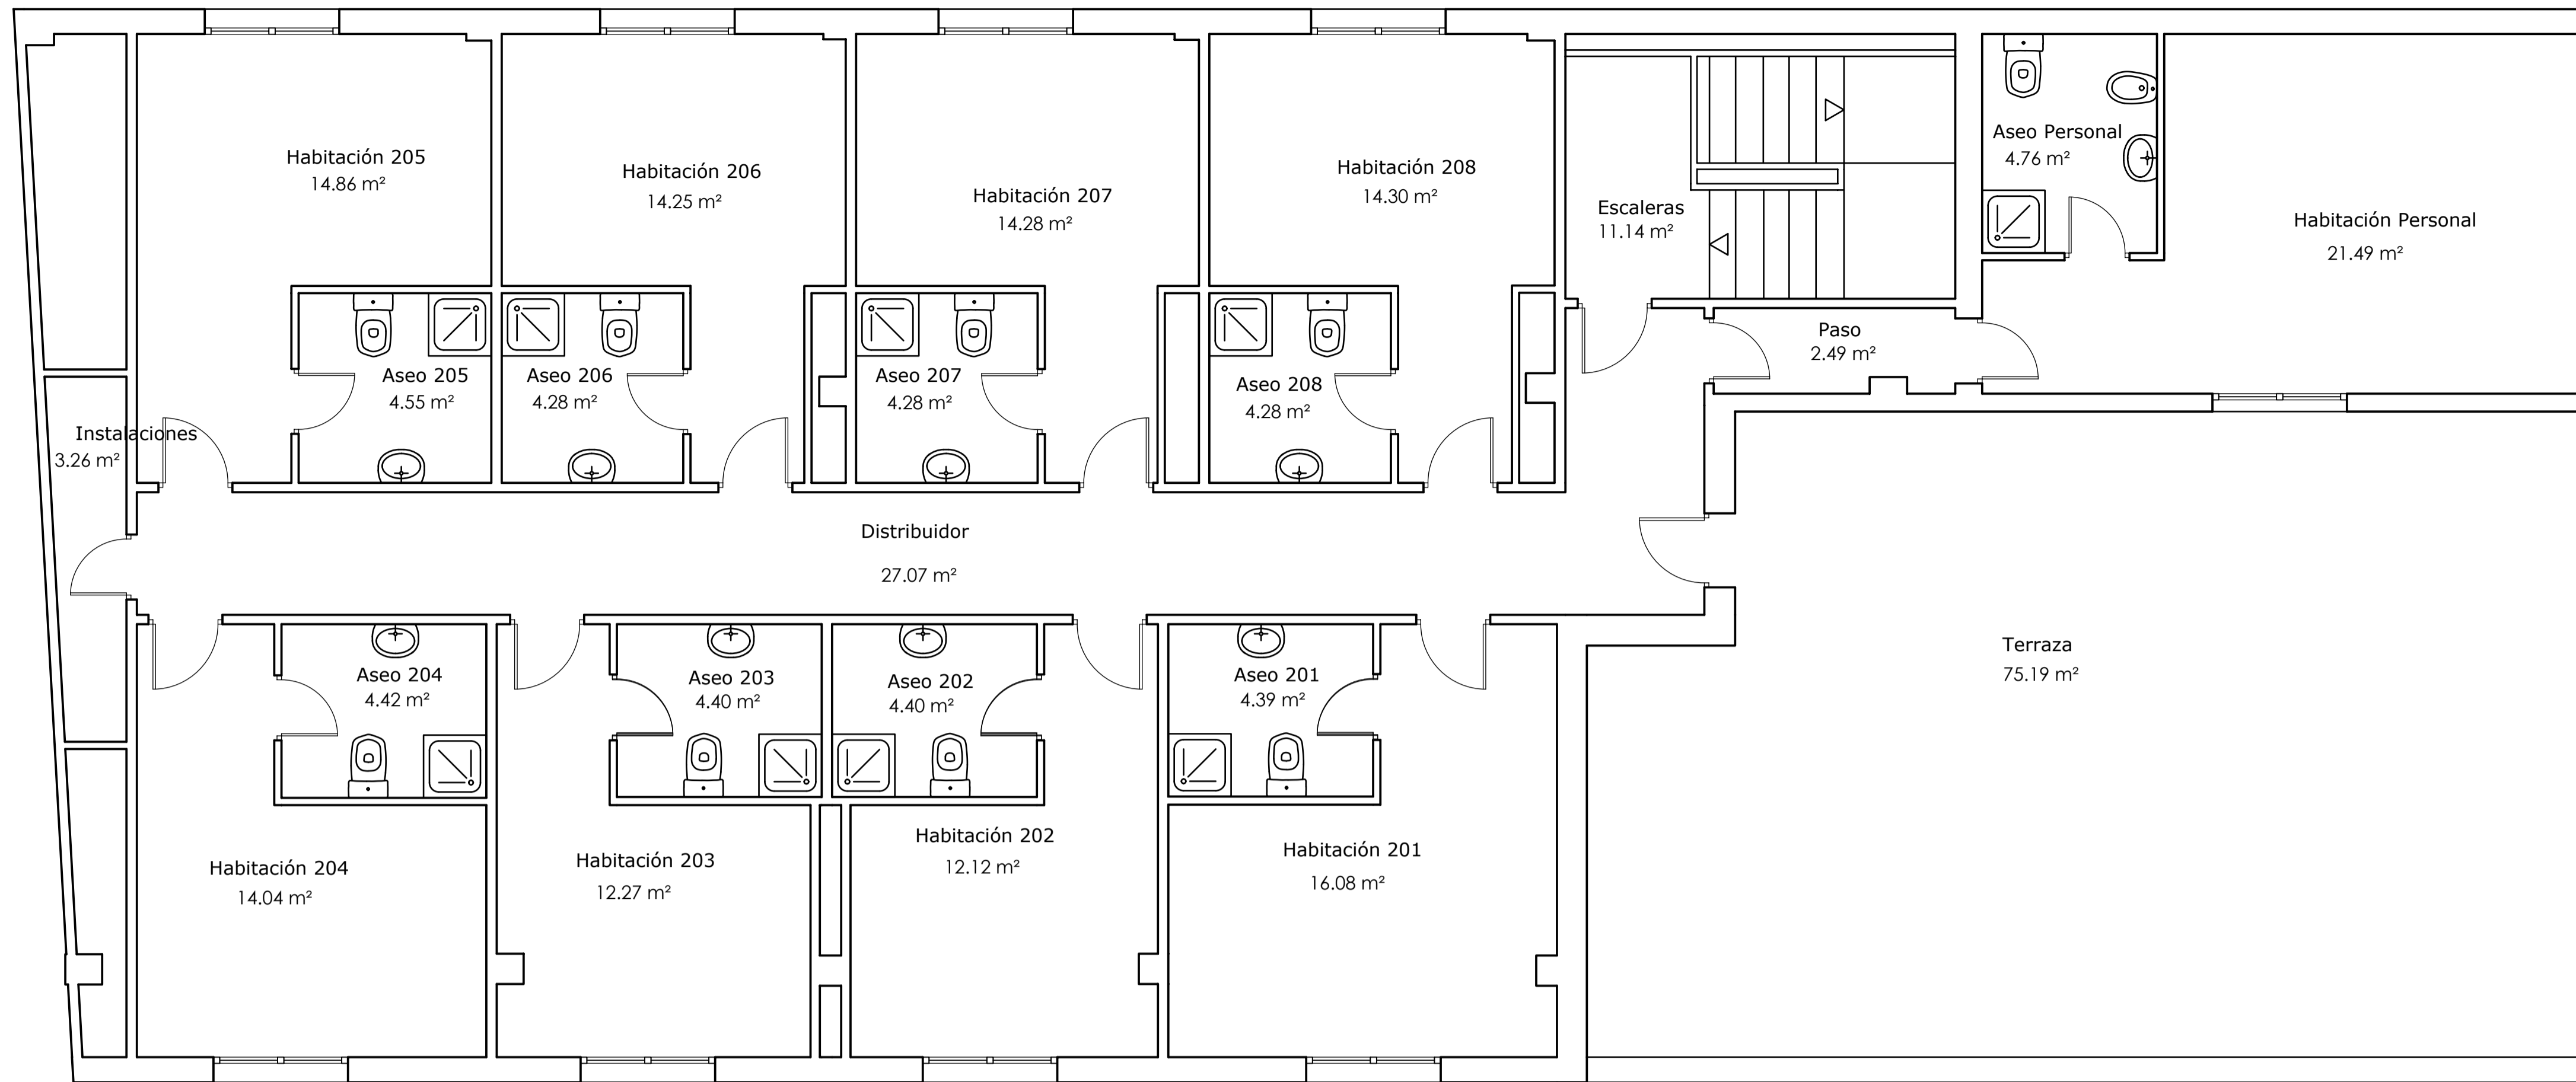 Habitación 205
14.86 m²
Habitación 206
14.25 m²
Habitación 207
14.28 m²
Habitación 208
14.30 m²
Escaleras
11.14 m²
Aseo Personal
4.76 m²
Habitación Personal
21.49 m²
Paso
2.49 m²
Aseo 205
4.55 m²
Aseo 206
4.28 m²
Aseo 207
4.28 m²
Aseo 208
4.28 m²
Instalaciones
3.26 m²
Distribuidor
27.07 m²
Terraza
75.19 m²
Aseo 204
4.42 m²
Aseo 203
4.40 m²
Aseo 202
4.40 m²
Aseo 201
4.39 m²
Habitación 204
14.04 m²
Habitación 203
12.27 m²
Habitación 202
12.12 m²
Habitación 201
16.08 m²